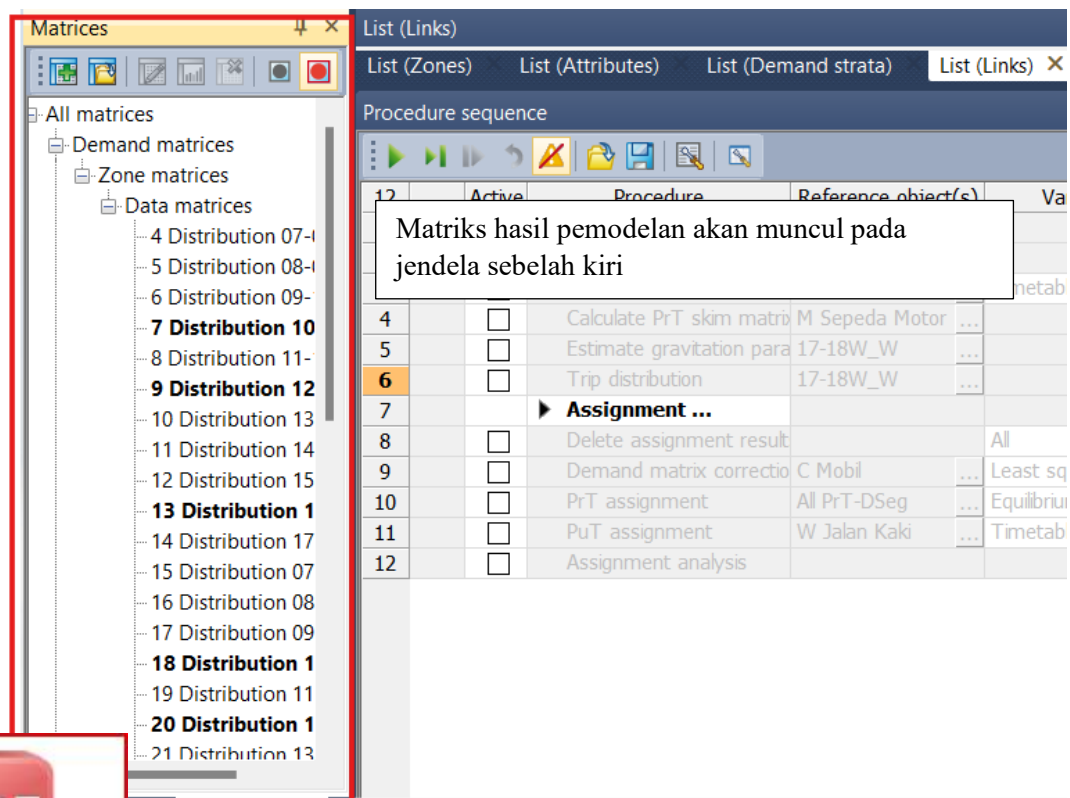 Matrices
List (Links)
List (Zones) List (Attributes) List (Demand strata) List (Links)
All matrices
Demand matrices
Zone matrices
Data matrices
4 Distribution 07-
5 Distribution 08-
6 Distribution 09-
7 Distribution 10
8 Distribution 11-
9 Distribution 12
10 Distribution 13
11 Distribution 14
12 Distribution 15
13 Distribution 1
14 Distribution 17
15 Distribution 07
16 Distribution 08
17 Distribution 09
18 Distribution 1
19 Distribution 11
20 Distribution 1
21 Distribution 13
Procedure sequence
12 Active Procedure Reference object(s) Va
Matriks hasil pemodelan akan muncul pada
jendela sebelah kiri
metab
4 Calculate PrT skim matrix M Sepeda Motor ...
5 Estimate gravitation para 17-18W_W ...
6 Trip distribution 17-18W_W ...
7 Assignment ...
8 Delete assignment result All
9 Demand matrix correctio C Mobil ... Least sq
10 PrT assignment All PrT-DSeg ... Equilibriu
11 PuT assignment W Jalan Kaki ... Timetab
12 Assignment analysis